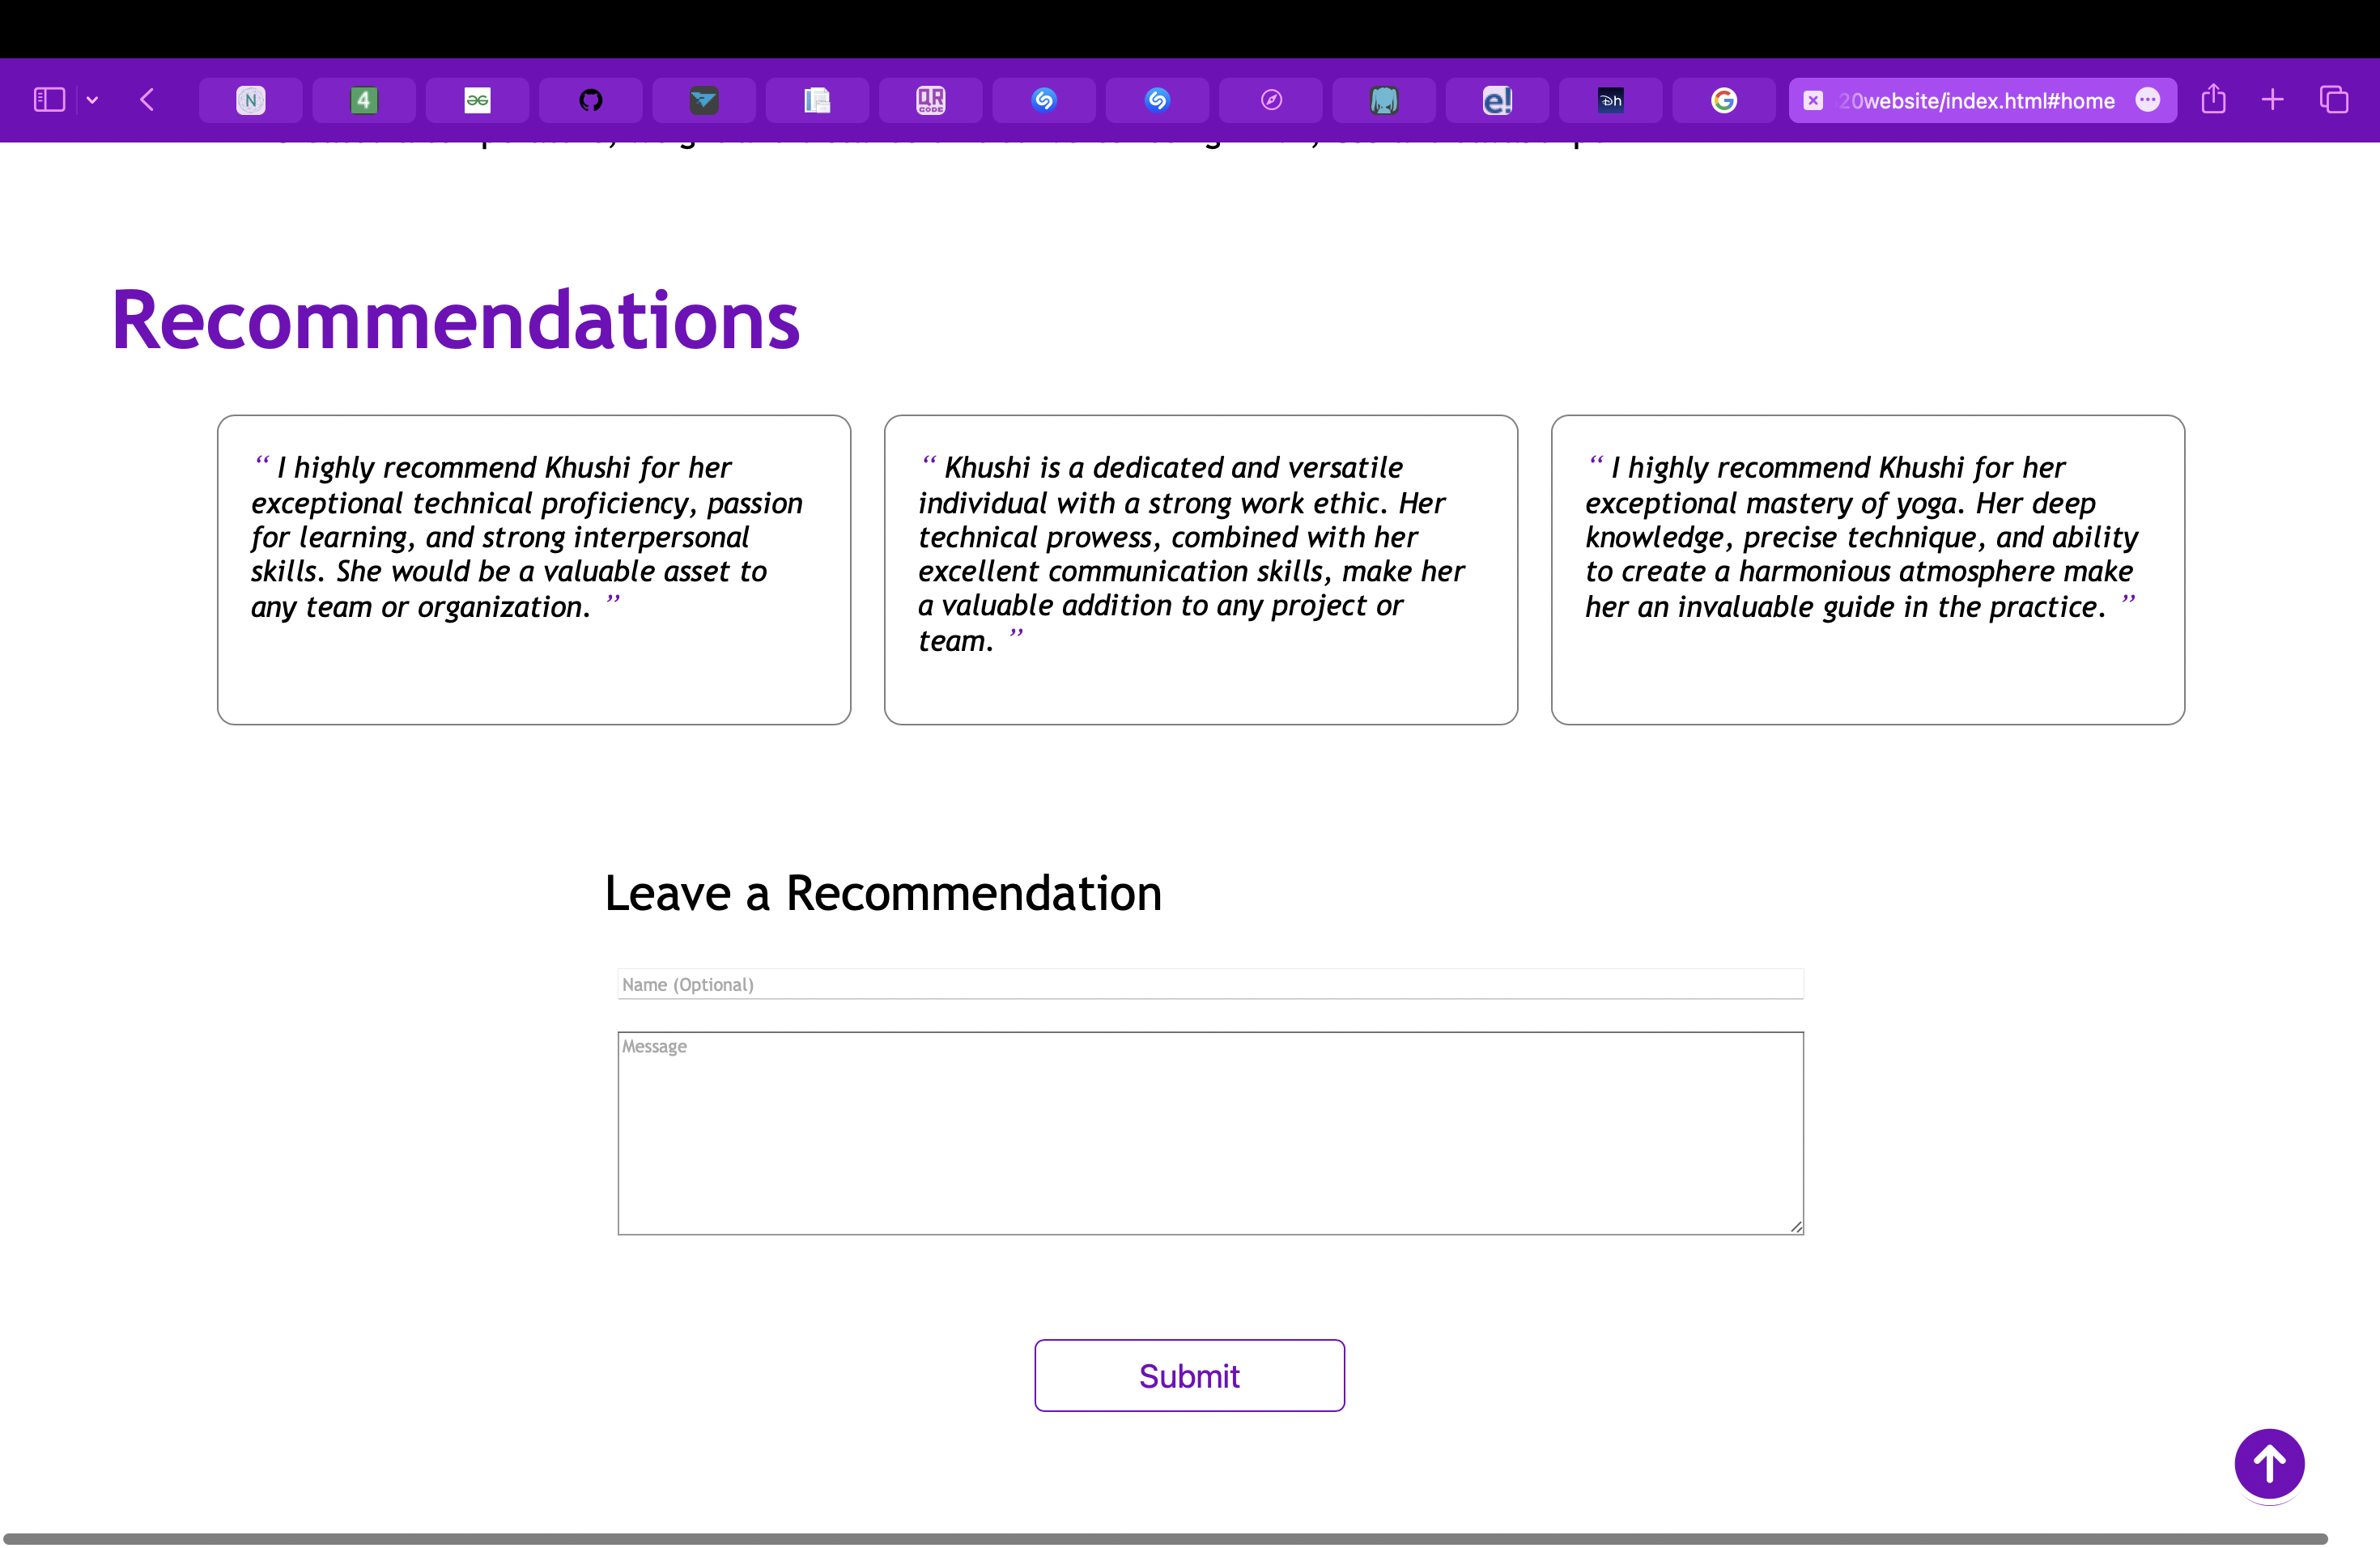 N
4
QR
CODE
e!
Dh
G
20website/index.html#home
Recommendations
“ I highly recommend Khushi for her
exceptional technical proficiency, passion
for learning, and strong interpersonal
skills. She would be a valuable asset to
any team or organization. ”
“ Khushi is a dedicated and versatile
individual with a strong work ethic. Her
technical prowess, combined with her
excellent communication skills, make her
a valuable addition to any project or
team. ”
“ I highly recommend Khushi for her
exceptional mastery of yoga. Her deep
knowledge, precise technique, and ability
to create a harmonious atmosphere make
her an invaluable guide in the practice. ”
Leave a Recommendation
Name (Optional)
Message
Submit